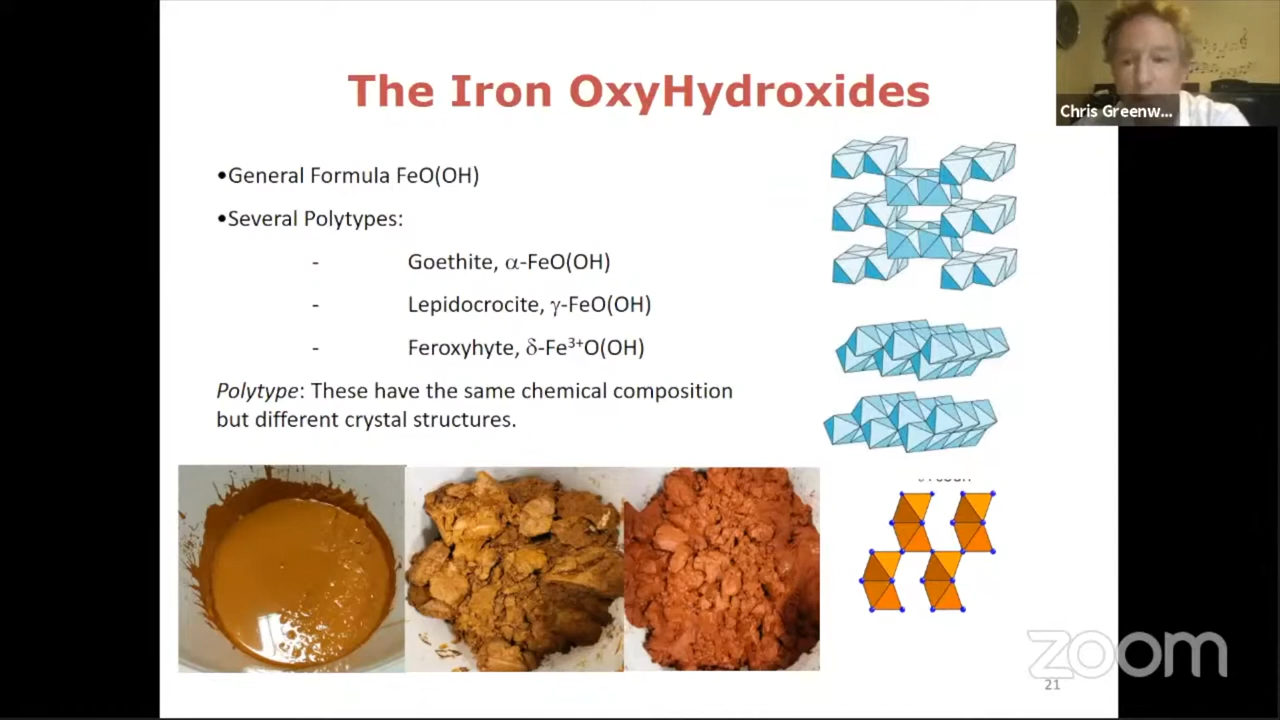 The Iron OxyHydroxides
Chris Greenw...
•General Formula FeO(OH)
•Several Polytypes:
- Goethite, α-FeO(OH)
- Lepidocrocite, γ-FeO(OH)
- Feroxyhyte, δ-Fe³⁺O(OH)
Polytype: These have the same chemical composition
but different crystal structures.
zoom
21